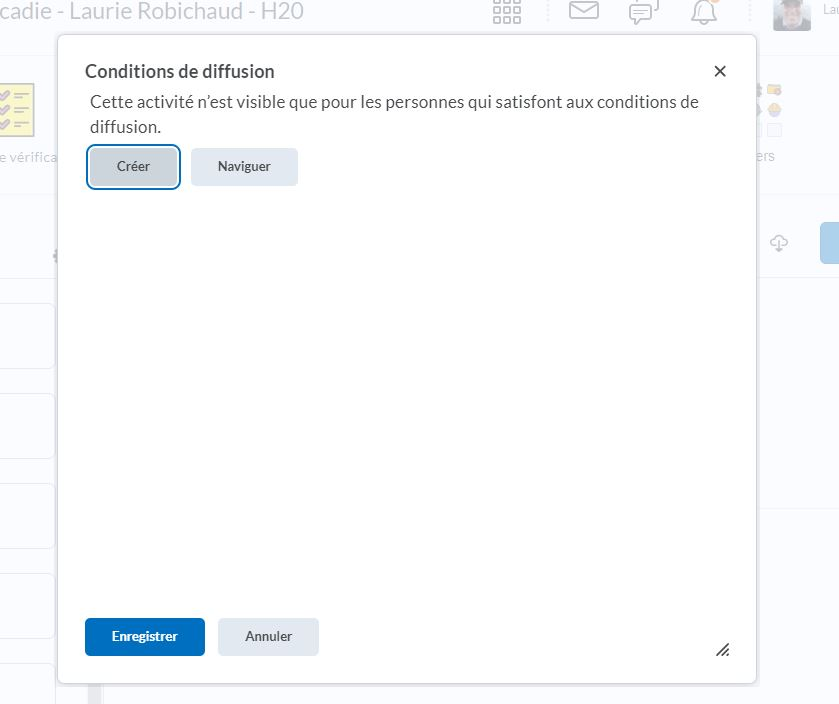 cadie - Laurie Robichaud - H20
Lau
Conditions de diffusion
Cette activité n’est visible que pour les personnes qui satisfont aux conditions de
diffusion.
Créer
Naviguer
e vérifica
ers
Enregistrer
Annuler